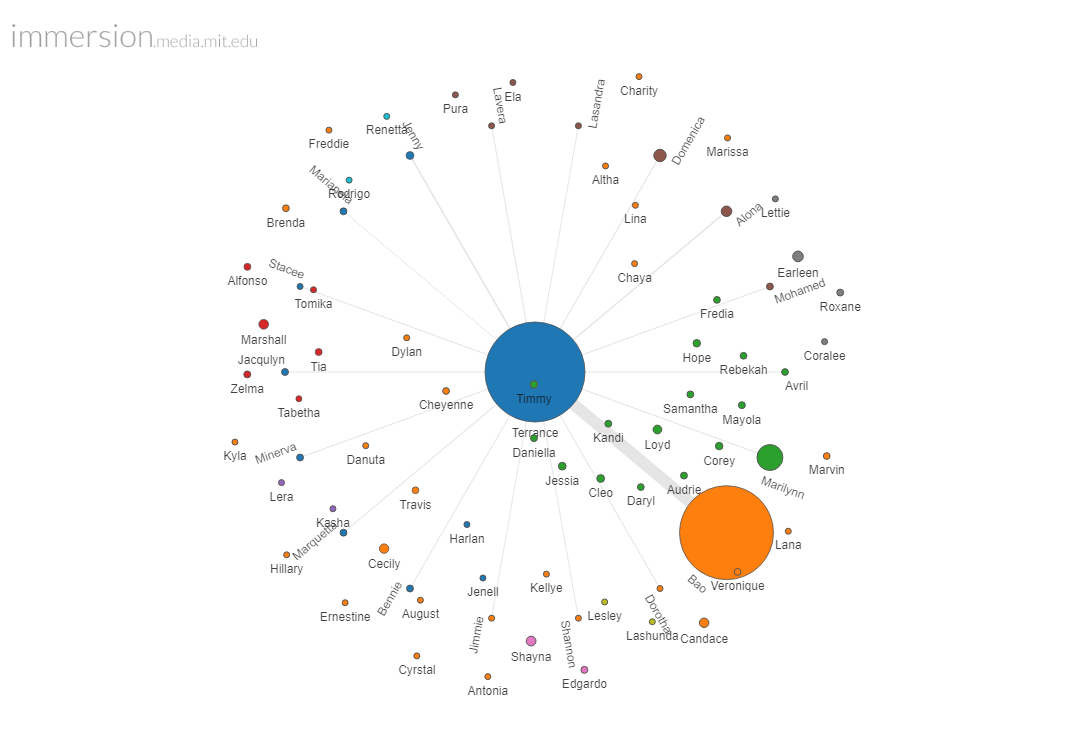 immersion.media.mit.edu
Charity
Ela
Pura
Lavera
Lasandra
Renetta
Jenny
Freddie
Domenica
Marissa
Altha
Rodrigo
Lina
Alona
Lettie
Brenda
Stacee
Alfonso
Chaya
Earleen
Mohamed
Tomika
Roxane
Fredia
Marshall
Dylan
Hope
Coralee
Jacqulyn
Tia
Rebekah
Zelma
Avril
Timmy
Cheyenne
Tabetha
Samantha
Mayola
Terrance
Kandi
Loyd
Kyla
Minerva
Danuta
Daniella
Corey
Marvin
Jessia
Cleo
Audrie
Marilynn
Lera
Daryl
Travis
Kasha
Marquetta
Harlan
Lana
Hillary
Cecily
Jenell
Kellye
Bao
Veronique
Bennie
Ernestine
August
Lesley
Dorotha
Jimmie
Shannon
Lashunda
Candace
Shayna
Cyrstal
Edgardo
Antonia